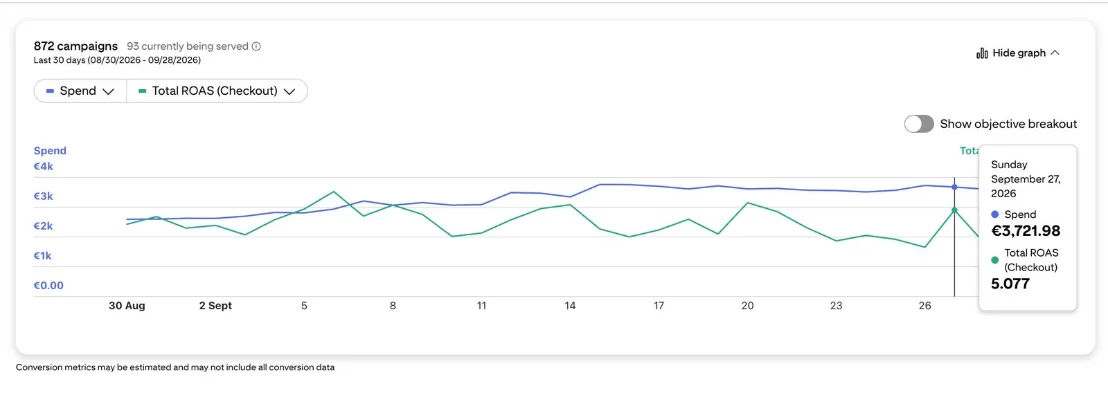 872 campaigns 93 currently being served
Last 30 days (08/30/2026 - 09/28/2026)
Hide graph
Spend
Total ROAS (Checkout)
Show objective breakout
Spend
€4k
€3k
€2k
€1k
€0.00
30 Aug 2 Sept 5 8 11 14 17 20 23 26
Sunday
September 27,
2026
Spend
€3,721.98
Total ROAS
(Checkout)
5.077
Conversion metrics may be estimated and may not include all conversion data